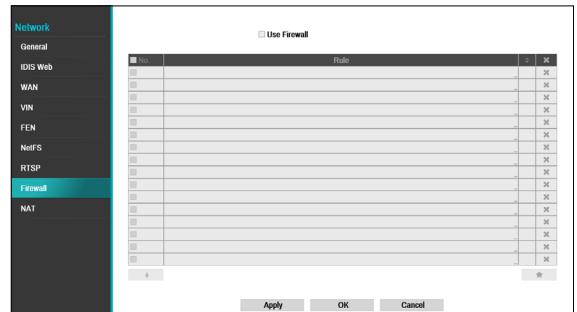 Network
General
IDIS Web
WAN
VIN
FEN
NetFS
RTSP
Firewall
NAT
Use Firewall
No. Rule
Apply OK Cancel